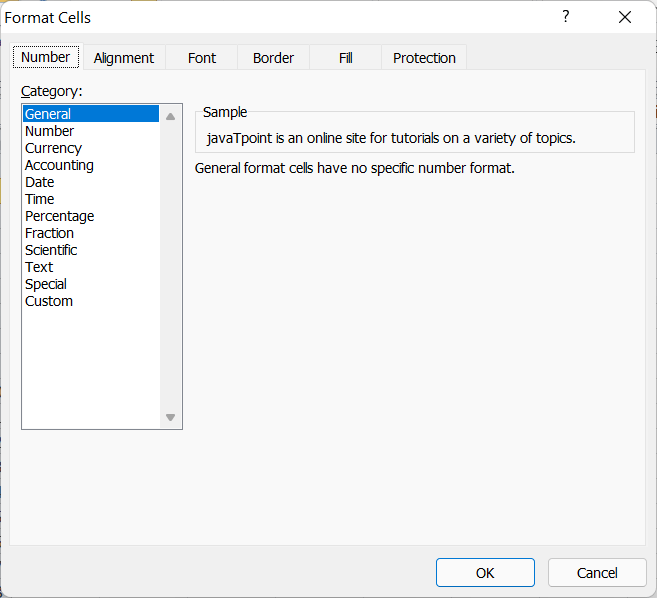 Format Cells
?
Number Alignment Font Border Fill Protection
Category:
General
Number
Currency
Accounting
Date
Time
Percentage
Fraction
Scientific
Text
Special
Custom
Sample
javaTpoint is an online site for tutorials on a variety of topics.
General format cells have no specific number format.
OK Cancel